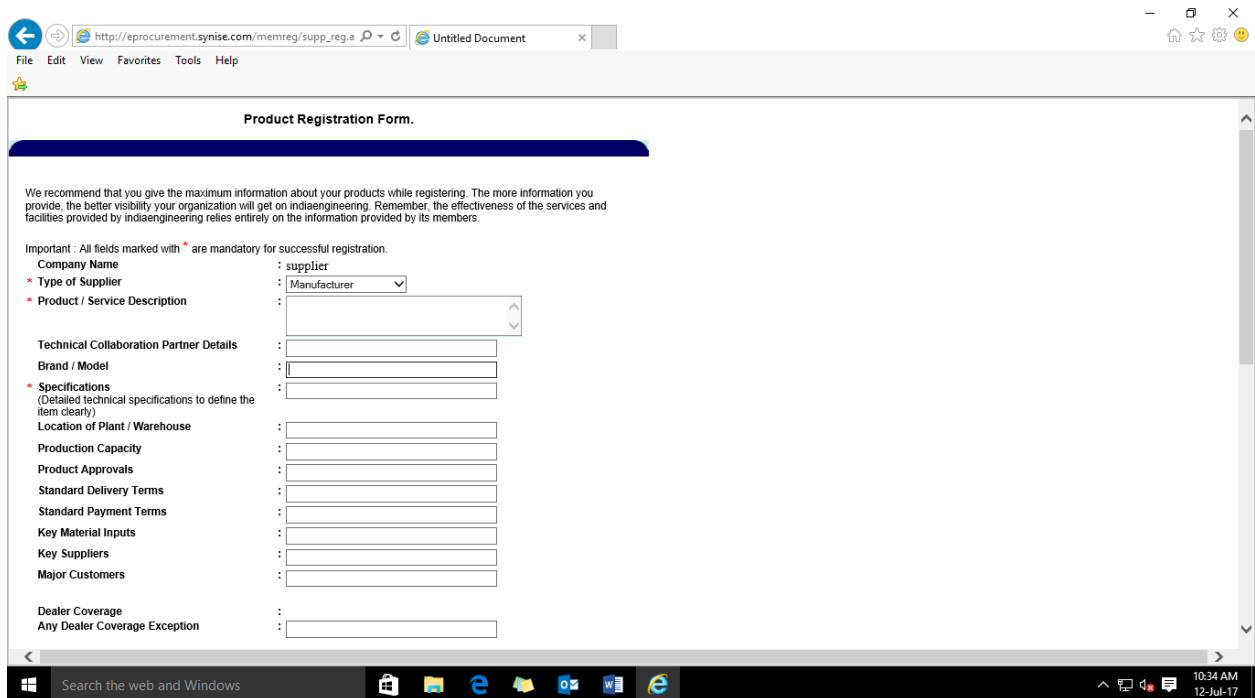 http://eprocurement.synise.com/memreg/supp_reg.a
Untitled Document
File Edit View Favorites Tools Help
Product Registration Form.
We recommend that you give the maximum information about your products while registering. The more information you
provide, the better visibility your organization will get on indiaengineering. Remember, the effectiveness of the services and
facilities provided by indiaengineering relies entirely on the information provided by its members.
Important : All fields marked with * are mandatory for successful registration.
Company Name : supplier
* Type of Supplier : Manufacturer
* Product / Service Description :
Technical Collaboration Partner Details :
Brand / Model :
* Specifications :
(Detailed technical specifications to define the
item clearly)
Location of Plant / Warehouse :
Production Capacity :
Product Approvals :
Standard Delivery Terms :
Standard Payment Terms :
Key Material Inputs :
Key Suppliers :
Major Customers :
Dealer Coverage :
Any Dealer Coverage Exception :
Search the web and Windows
10:34 AM
12-Jul-17